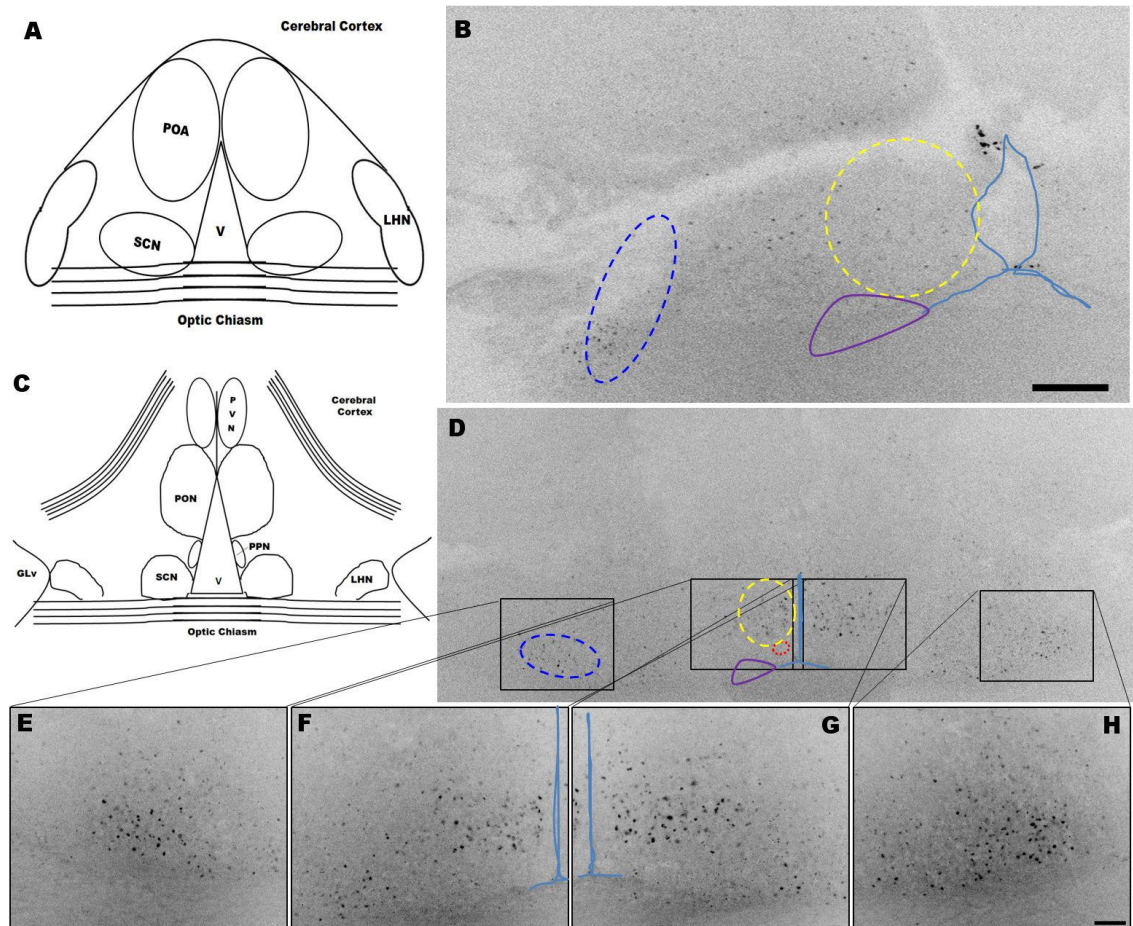 A
Cerebral Cortex
POA
LHN
SCN
V
Optic Chiasm
B
C
P
V
N
Cerebral
Cortex
PON
PPN
GLv
SCN
V
LHN
Optic Chiasm
D
E
F
G
H